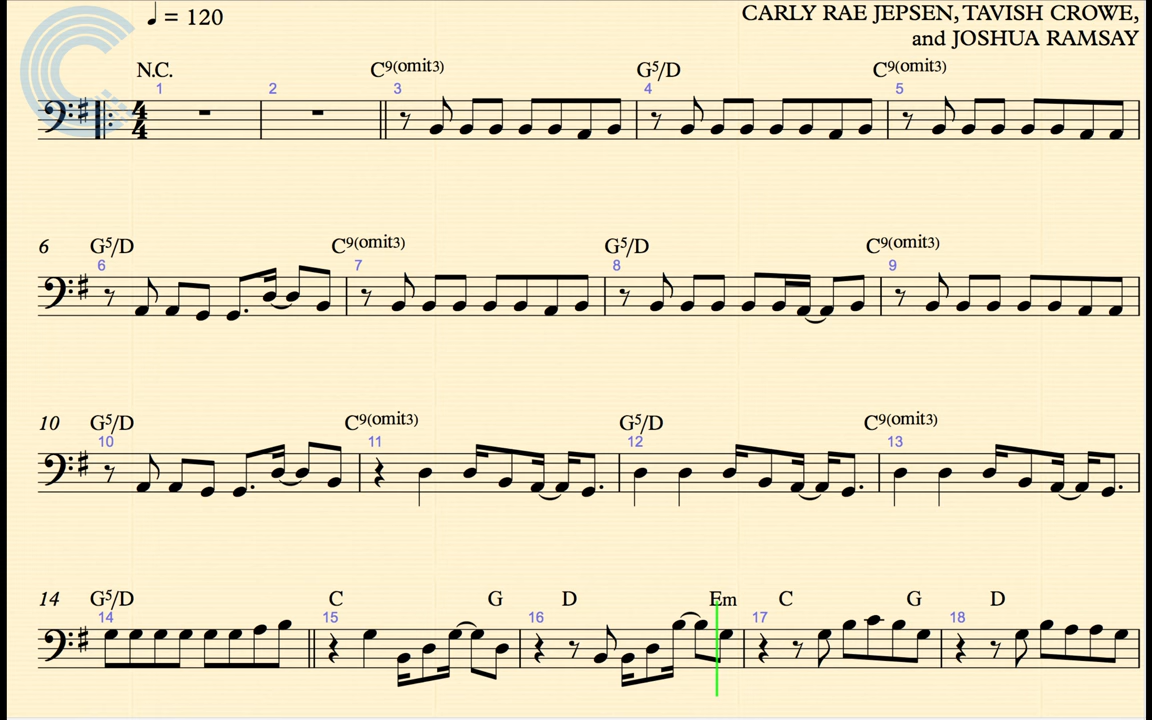 = 120
CARLY RAE JEPSEN, TAVISH CROWE,
and JOSHUA RAMSAY
N.C. C9(omit3) G5/D C9(omit3)
1 2 3 4 5
4
4
6 G5/D C9(omit3) G5/D C9(omit3)
6 7 8 9
10 G5/D C9(omit3) G5/D C9(omit3)
10 11 12 13
14 G5/D C G D Em C G D
14 15 16 17 18